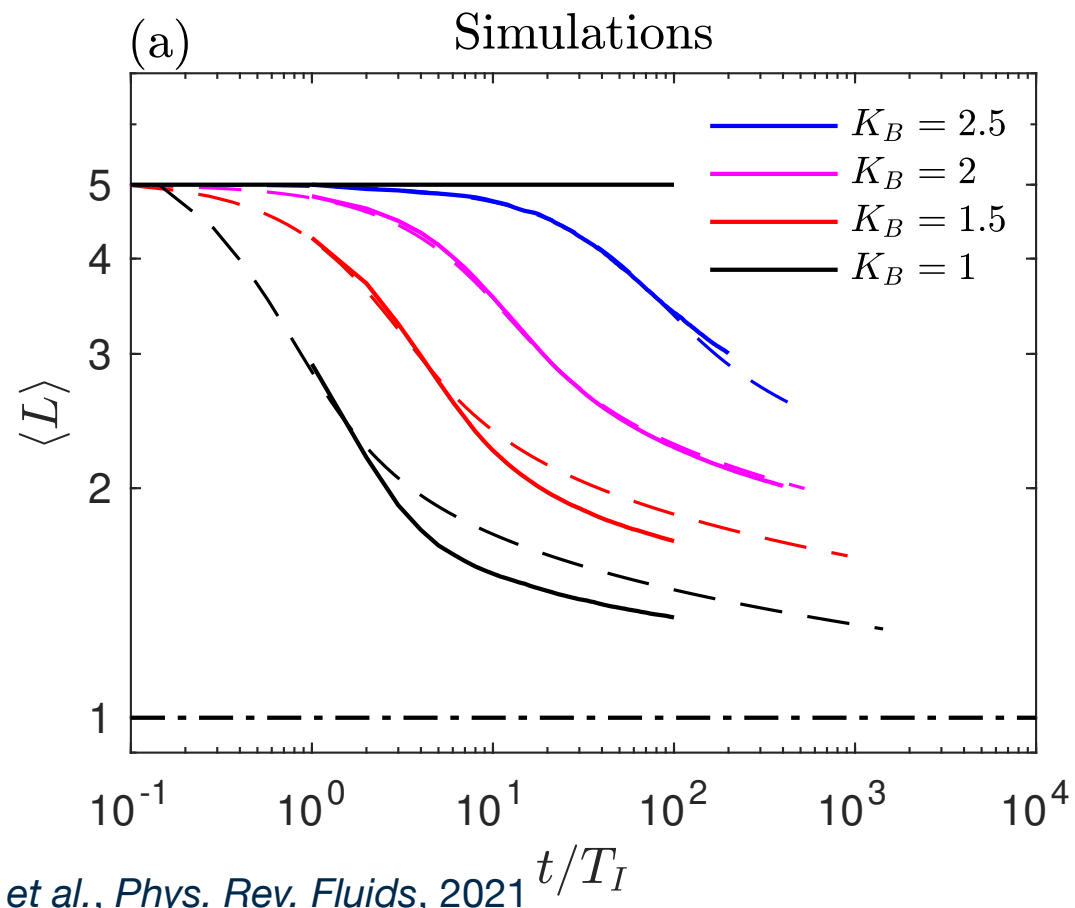 (a) Simulations
K_B = 2.5
K_B = 2
K_B = 1.5
K_B = 1
5
4
3
2
1
⟨L⟩
10^-1 10^0 10^1 10^2 10^3 10^4
t/T_I
et al., Phys. Rev. Fluids, 2021